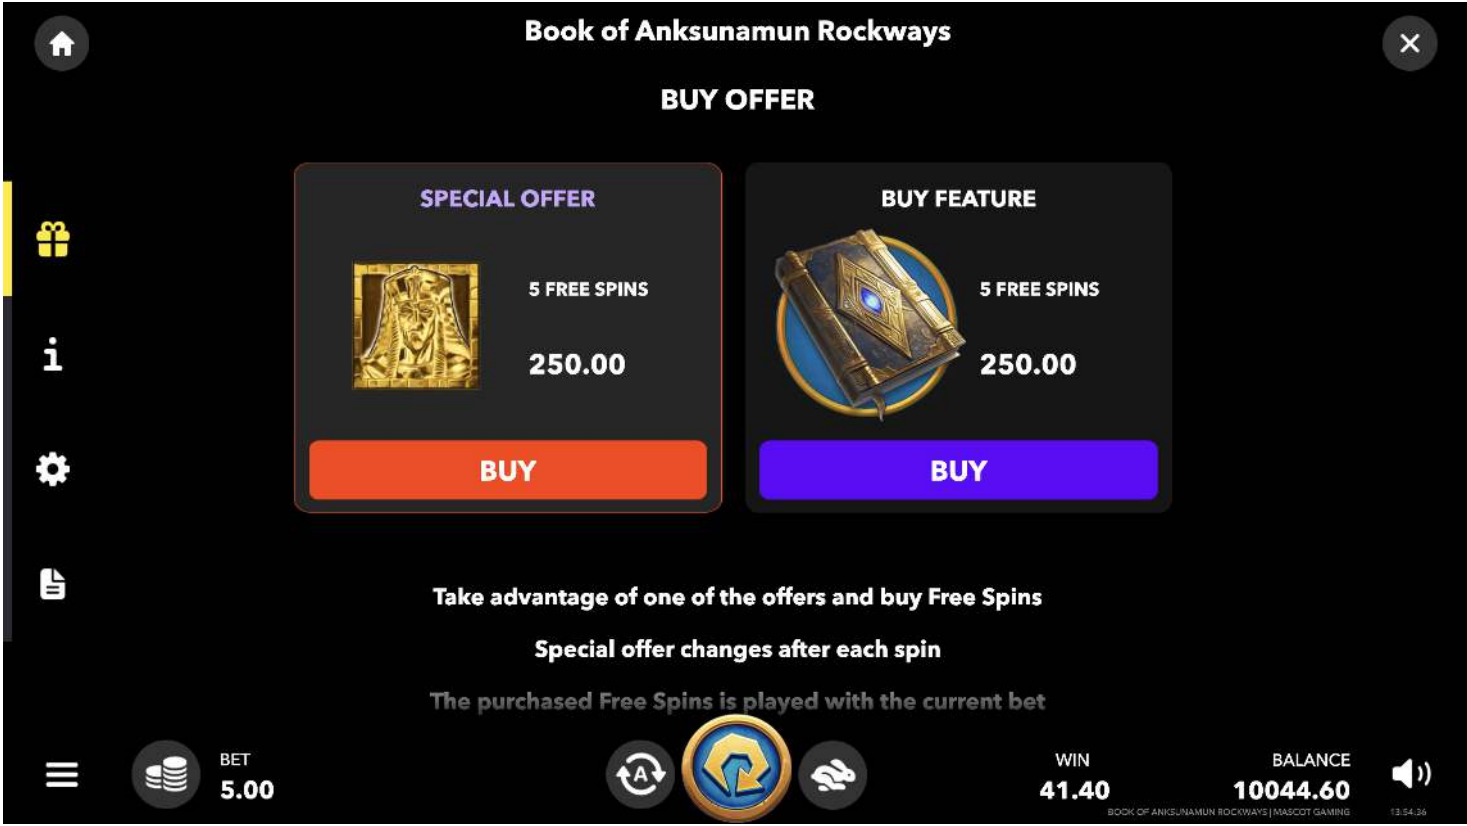 Book of Anksunamun Rockways
BUY OFFER
SPECIAL OFFER
5 FREE SPINS
250.00
BUY
BUY FEATURE
5 FREE SPINS
250.00
BUY
Take advantage of one of the offers and buy Free Spins
Special offer changes after each spin
The purchased Free Spins is played with the current bet
BET
5.00
A
WIN
41.40
BALANCE
10044.60
BOOK OF ANKSUNAMUN ROCKWAYS | MASCOT GAMING
13:54:36